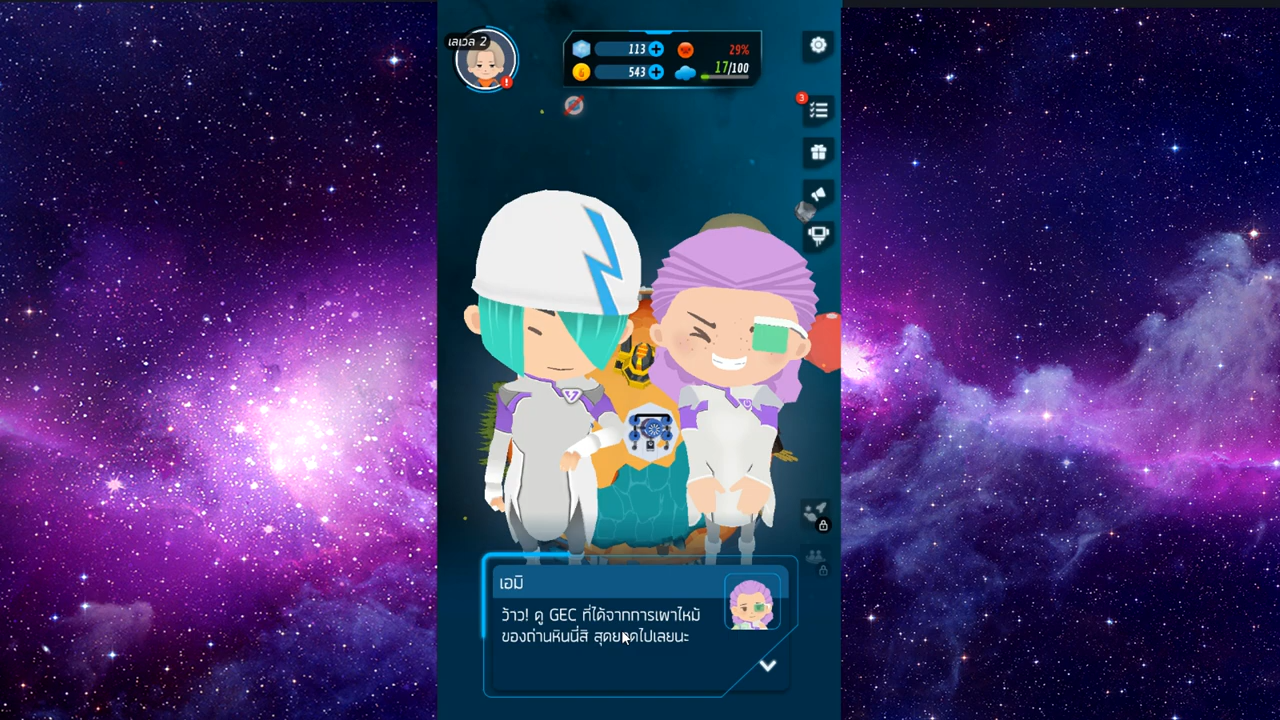 เลเวล 2
113
29%
543
17/100
3
เอมิ
ว้าว! ดู GEC ที่ได้จากการเผาไหม้
ของถ่านหินนี่สิ สุดยอดไปเลยนะ